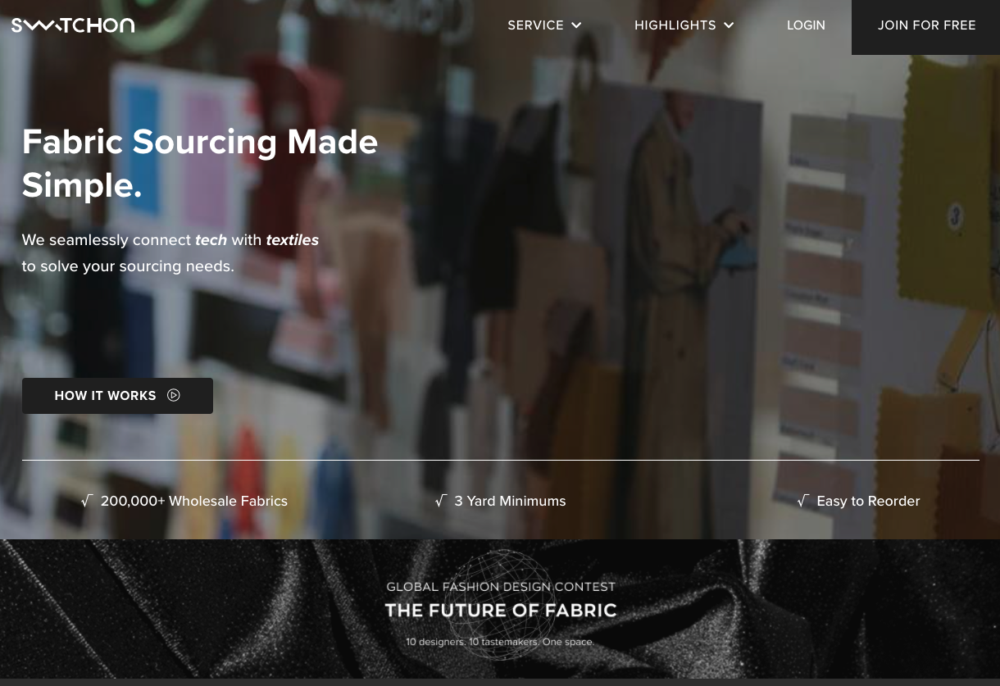 SWATCHON
SERVICE
HIGHLIGHTS
LOGIN
JOIN FOR FREE
Fabric Sourcing Made
Simple.
We seamlessly connect tech with textiles
to solve your sourcing needs.
3
HOW IT WORKS
√ 200,000+ Wholesale Fabrics
√ 3 Yard Minimums
√ Easy to Reorder
GLOBAL FASHION DESIGN CONTEST
THE FUTURE OF FABRIC
10 designers. 10 tastemakers. One space.